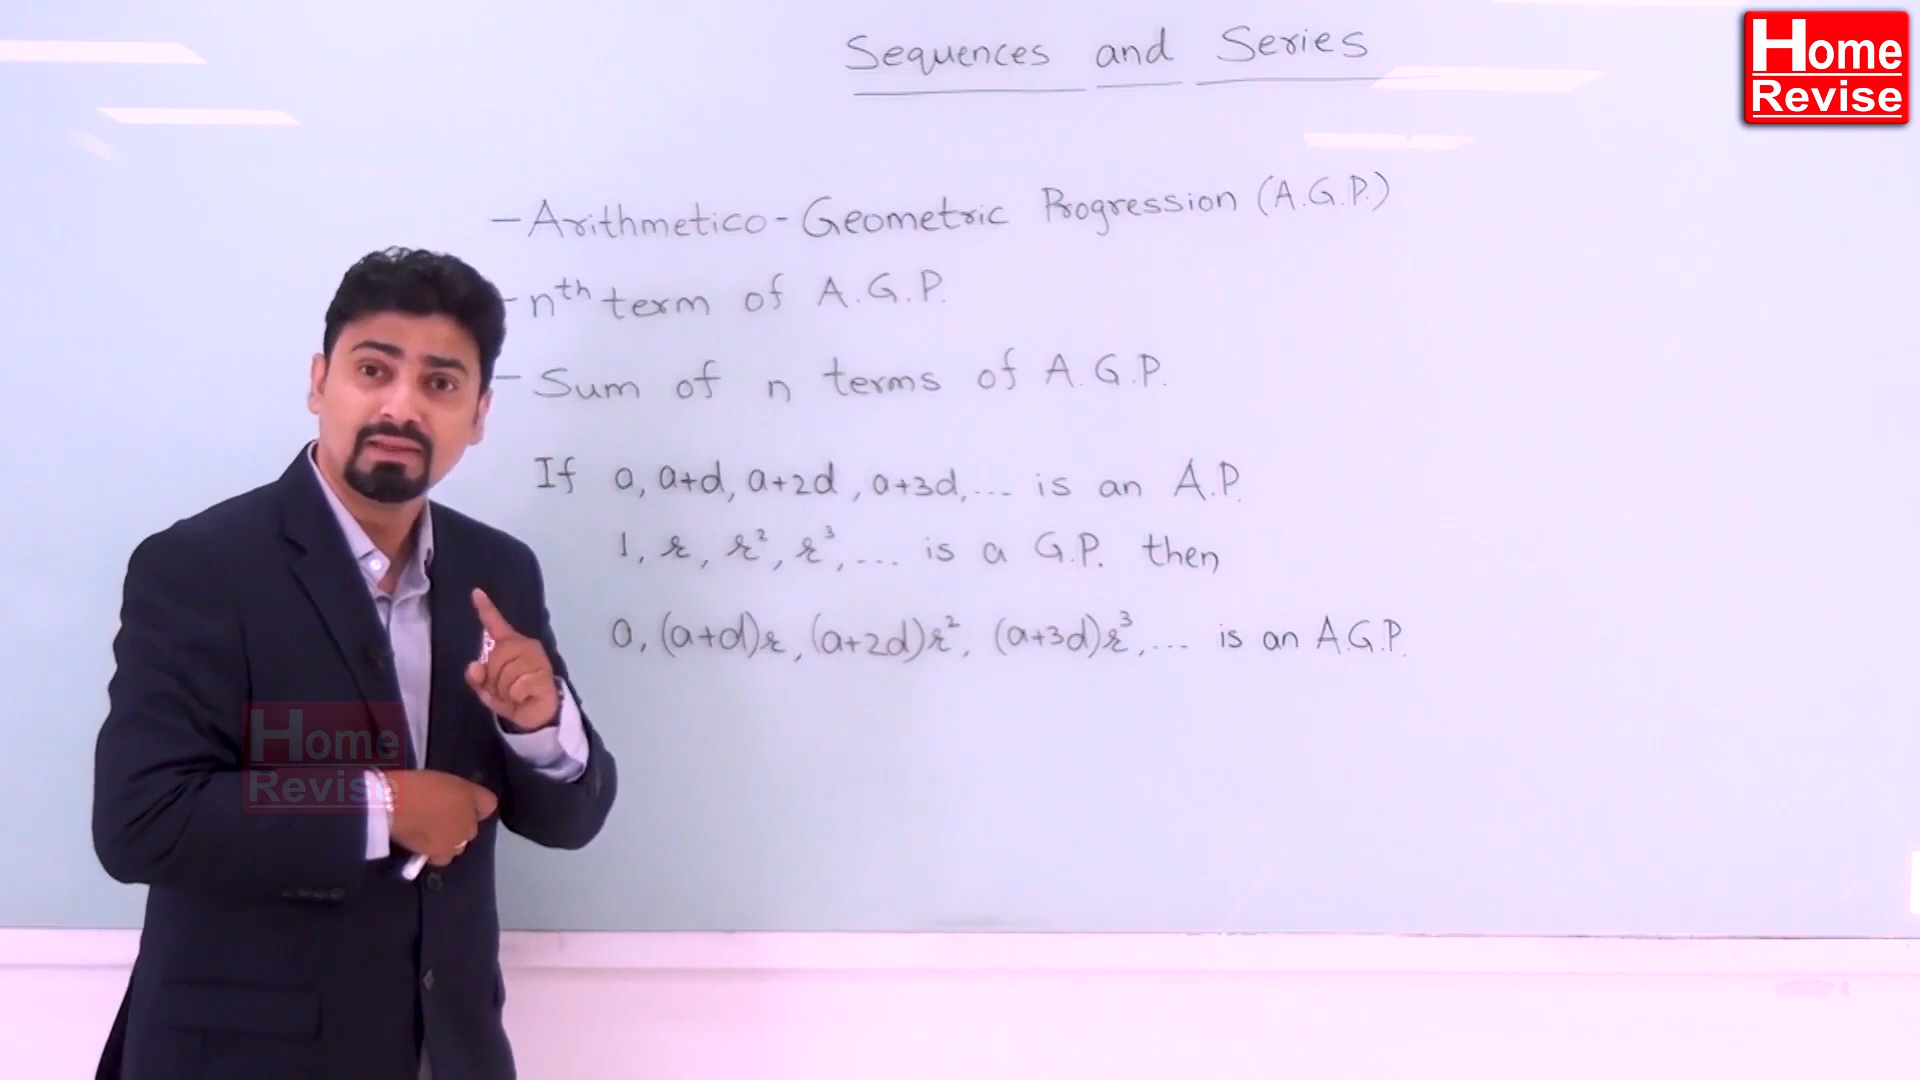 Sequences and Series
Home
Revise
- Arithmetico - Geometric Progression (A.G.P.)
- nth term of A.G.P.
- Sum of n terms of A.G.P.
If a, a+d, a+2d, a+3d, ... is an A.P.
1, r, r², r³, ... is a G.P. then
a, (a+d)r, (a+2d)r², (a+3d)r³, ... is an A.G.P.
Home
Revise